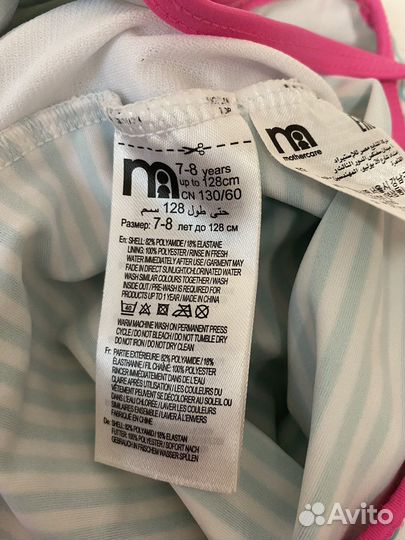 7-8 years
up to 128cm
CN 130/60
حتى طول 128 سم
Размер: 7-8 лет до 128 см
En: SHELL: 82% POLYAMIDE / 18% ELASTANE
LINING: 100% POLYESTER / RINSE IN FRESH
WATER IMMEDIATELY AFTER USE / GARMENT MAY
FADE IN DIRECT SUNLIGHT/CHLORINATED WATER
WASH SIMILAR COLOURS TOGETHER / WASH
INSIDE OUT / PRE-WASH IS REQUIRED FOR
PRODUCTS UP TO 1 YEAR / MADE IN CHINA
40
WARM MACHINE WASH ON PERMANENT PRESS
CYCLE / DO NOT BLEACH / DO NOT TUMBLE DRY
DO NOT IRON / DO NOT DRY CLEAN
Fr: PARTIE EXTÉRIEURE: 82% POLYAMIDE / 18%
ÉLASTHANNE / FIL CHAÎNE: 100% POLYESTER
RINCER IMMÉDIATEMENT DANS DE L'EAU
CLAIRE APRÈS UTILISATION / LES COULEURS DU
VÊTEMENT PEUVENT SE DÉCOLORER AU SOLEIL OU
DANS L'EAU CHLORÉE / LAVER LES COULEURS
SIMILAIRES ENSEMBLE / LAVER À L'ENVERS
FABRIQUÉ EN CHINE
De: SHELL: 82% POLYAMID / 18% ELASTAN
FUTTER: 100% POLYESTER / SOFORT NACH
GEBRAUCH IN FRISCHEM WASSER SPÜLEN
m
mothercare
Avito